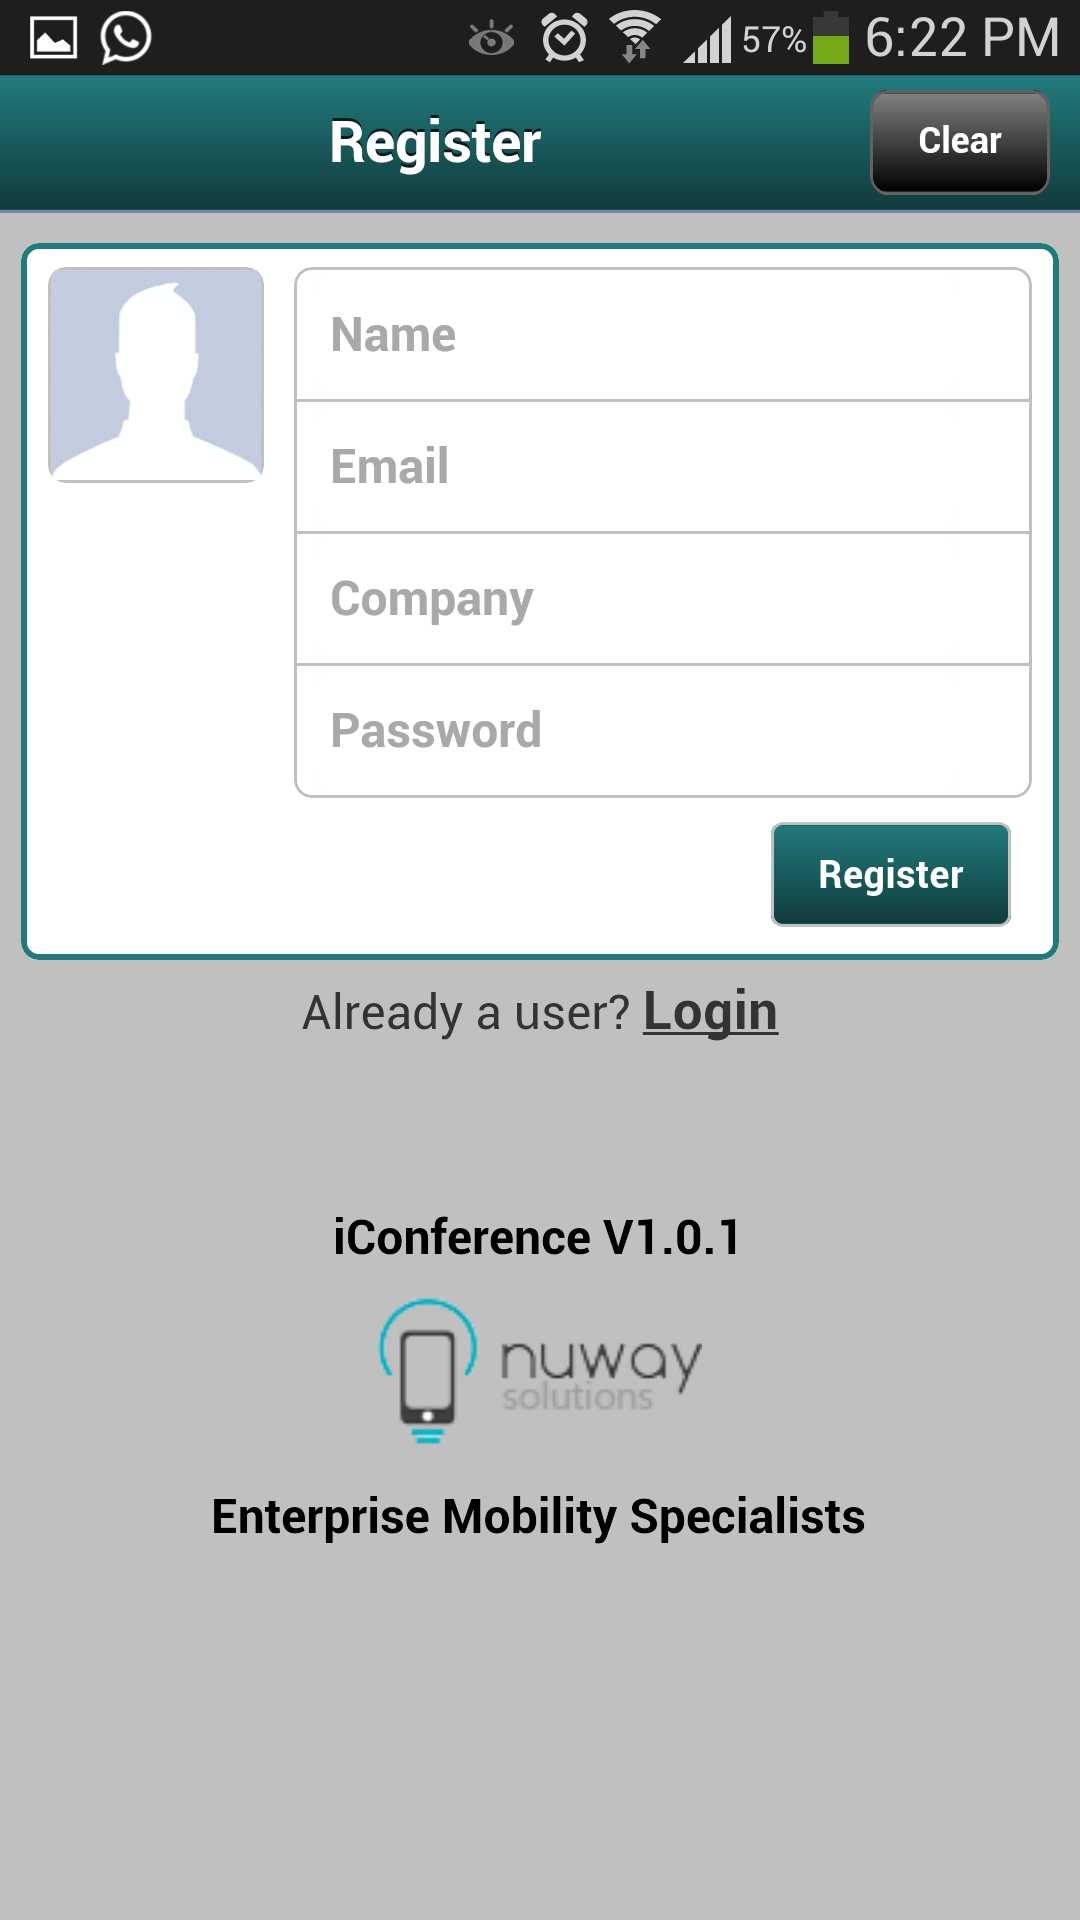 57% 6:22 PM
Register
Clear
Name
Email
Company
Password
Register
Already a user? Login
iConference V1.0.1
nuway
solutions
Enterprise Mobility Specialists